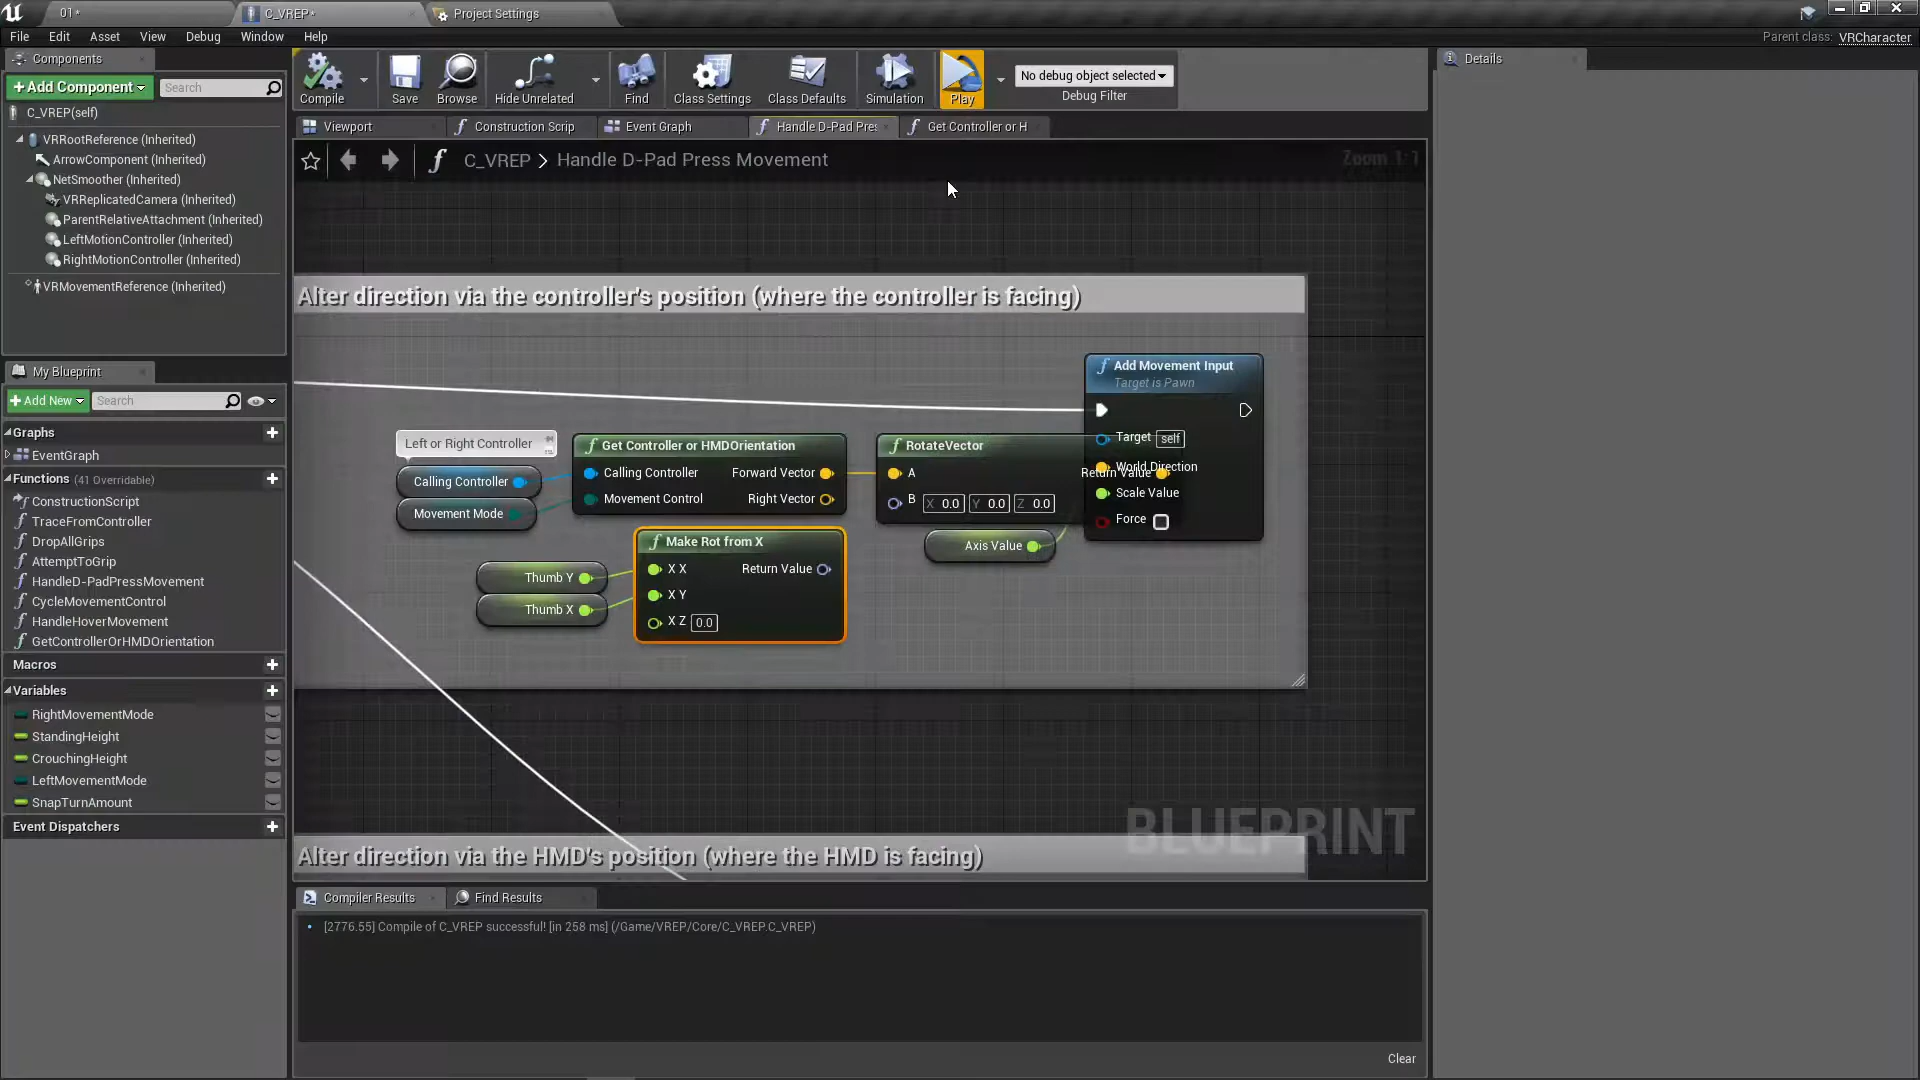 01*
C_VREP*
Project Settings
File
Edit
Asset
View
Debug
Window
Help
Parent class: VRCharacter
Components
+Add Component
Search
C_VREP(self)
VRRootReference (Inherited)
ArrowComponent (Inherited)
NetSmoother (Inherited)
VRReplicatedCamera (Inherited)
ParentRelativeAttachment (Inherited)
LeftMotionController (Inherited)
RightMotionController (Inherited)
VRMovementReference (Inherited)
My Blueprint
+Add New
Search
Graphs
EventGraph
Functions (41 Overridable)
ConstructionScript
TraceFromController
DropAllGrips
AttemptToGrip
HandleD-PadPressMovement
CycleMovementControl
HandleHoverMovement
GetControllerOrHMDOrientation
Macros
Variables
RightMovementMode
StandingHeight
CrouchingHeight
LeftMovementMode
SnapTurnAmount
Event Dispatchers
Compile
Save
Browse
Hide Unrelated
Find
Class Settings
Class Defaults
Simulation
Play
No debug object selected
Debug Filter
Viewport
Construction Scrip
Event Graph
Handle D-Pad Pres
Get Controller or H
C_VREP > Handle D-Pad Press Movement
Zoom 1:1
Alter direction via the controller's position (where the controller is facing)
Left or Right Controller
Calling Controller
Movement Mode
Get Controller or HMDOrientation
Calling Controller
Forward Vector
Movement Control
Right Vector
RotateVector
A
Return Value
B
X 0.0
Y 0.0
Z 0.0
Axis Value
Add Movement Input
Target is Pawn
Target self
World Direction
Scale Value
Force
Thumb Y
Thumb X
Make Rot from X
X X
Return Value
X Y
X Z 0.0
BLUEPRINT
Alter direction via the HMD's position (where the HMD is facing)
Compiler Results
Find Results
[2776.55] Compile of C_VREP successful! [in 258 ms] (/Game/VREP/Core/C_VREP.C_VREP)
Clear
Details